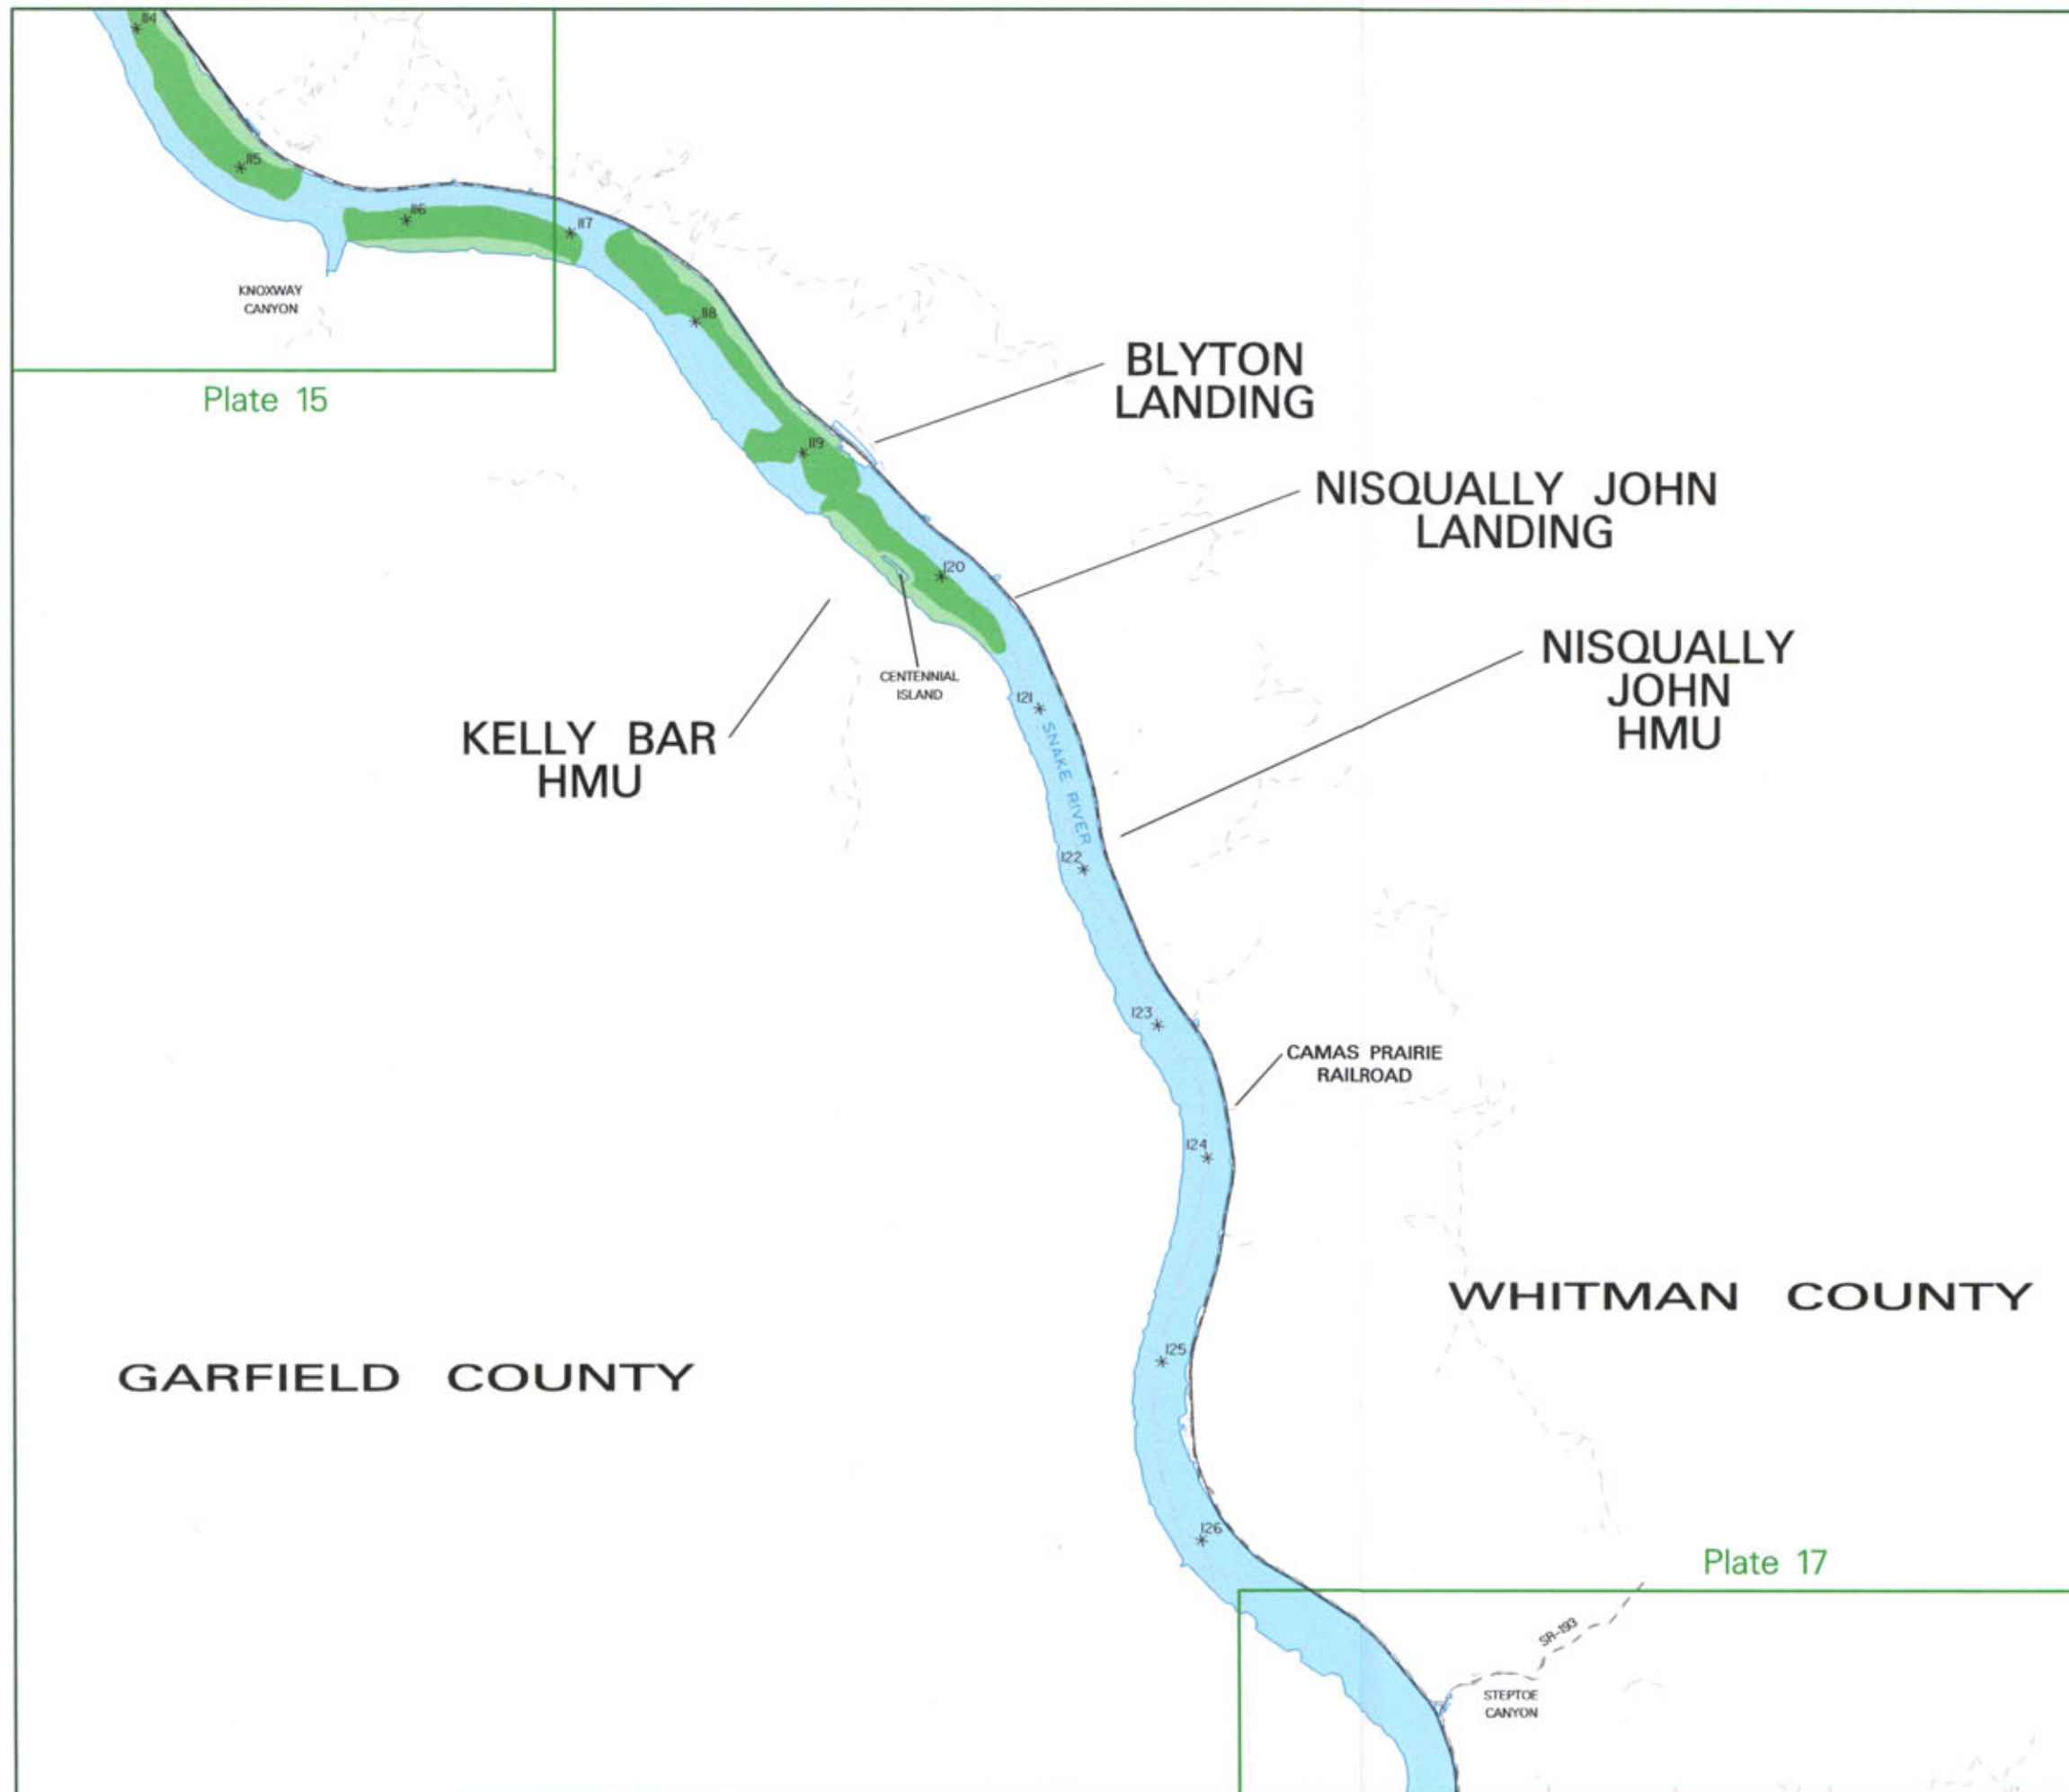 114
115
116
117
KNOXWAY
CANYON
118
BLYTON
LANDING
Plate 15
119
NISQUALLY JOHN
LANDING
120
CENTENNIAL
ISLAND
NISQUALLY
JOHN
HMU
121
SNAKE RIVER
KELLY BAR
HMU
122
123
CAMAS PRAIRIE
RAILROAD
124
WHITMAN COUNTY
125
GARFIELD COUNTY
126
Plate 17
SR-193
STEPTOE
CANYON